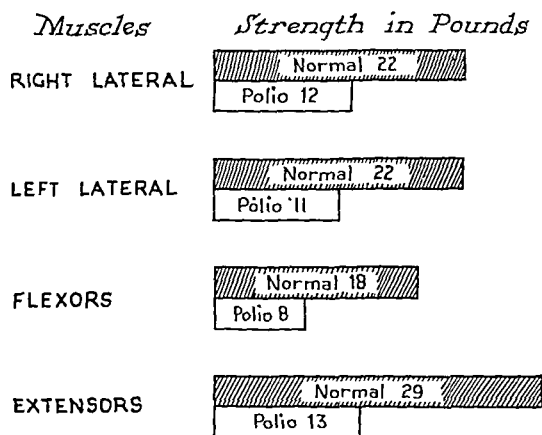 Muscles Strength in Pounds
RIGHT LATERAL Normal 22
Polio 12
LEFT LATERAL Normal 22
Polio 11
FLEXORS Normal 18
Polio 8
EXTENSORS Normal 29
Polio 13